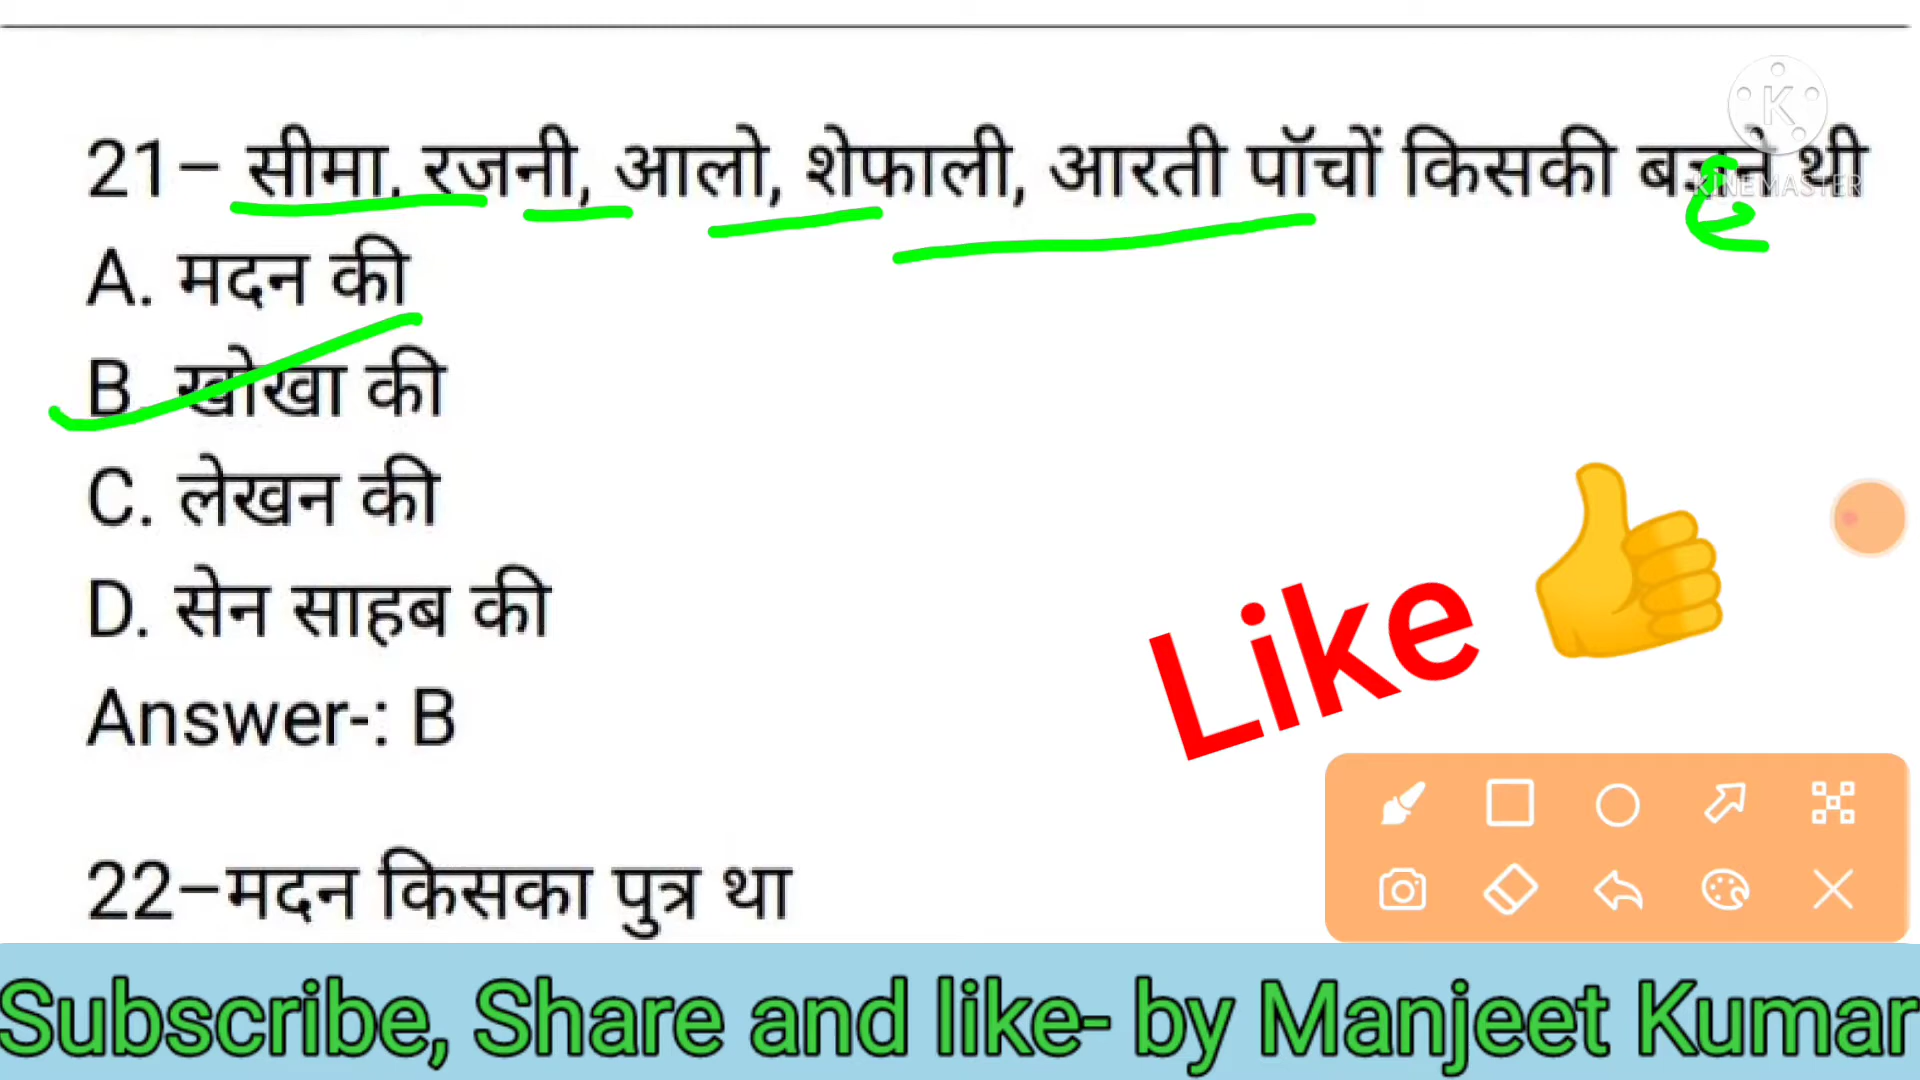 21– सीमा, रजनी, आलो, शेफाली, आरती पाॅचों किसकी बहने थी
K
KINEMASTER
A. मदन की
B. खोखा की
C. लेखन की
D. सेन साहब की
Answer-: B
Like
22–मदन किसका पुत्र था
Subscribe, Share and like- by Manjeet Kumar